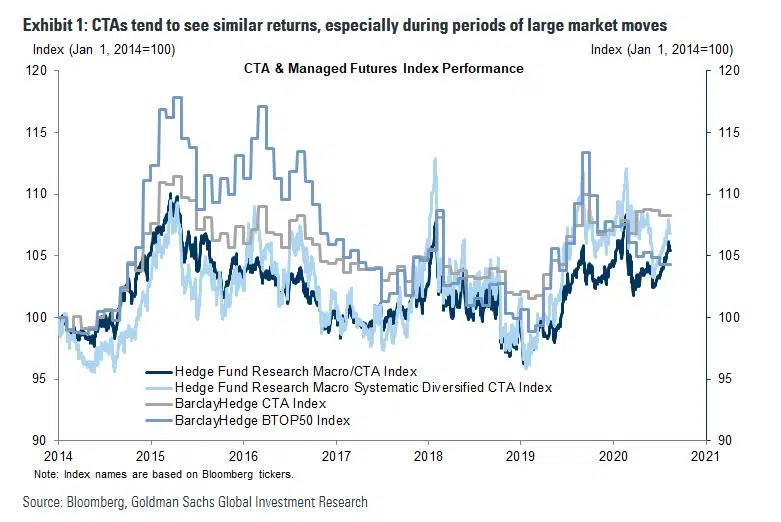 Exhibit 1: CTAs tend to see similar returns, especially during periods of large market moves
Index (Jan 1, 2014=100)
Index (Jan 1, 2014=100)
CTA & Managed Futures Index Performance
120
120
115
115
110
110
105
105
100
100
95
95
90
90
Hedge Fund Research Macro/CTA Index
Hedge Fund Research Macro Systematic Diversified CTA Index
BarclayHedge CTA Index
BarclayHedge BTOP50 Index
2014 2015 2016 2017 2018 2019 2020 2021
Note: Index names are based on Bloomberg tickers.
Source: Bloomberg, Goldman Sachs Global Investment Research